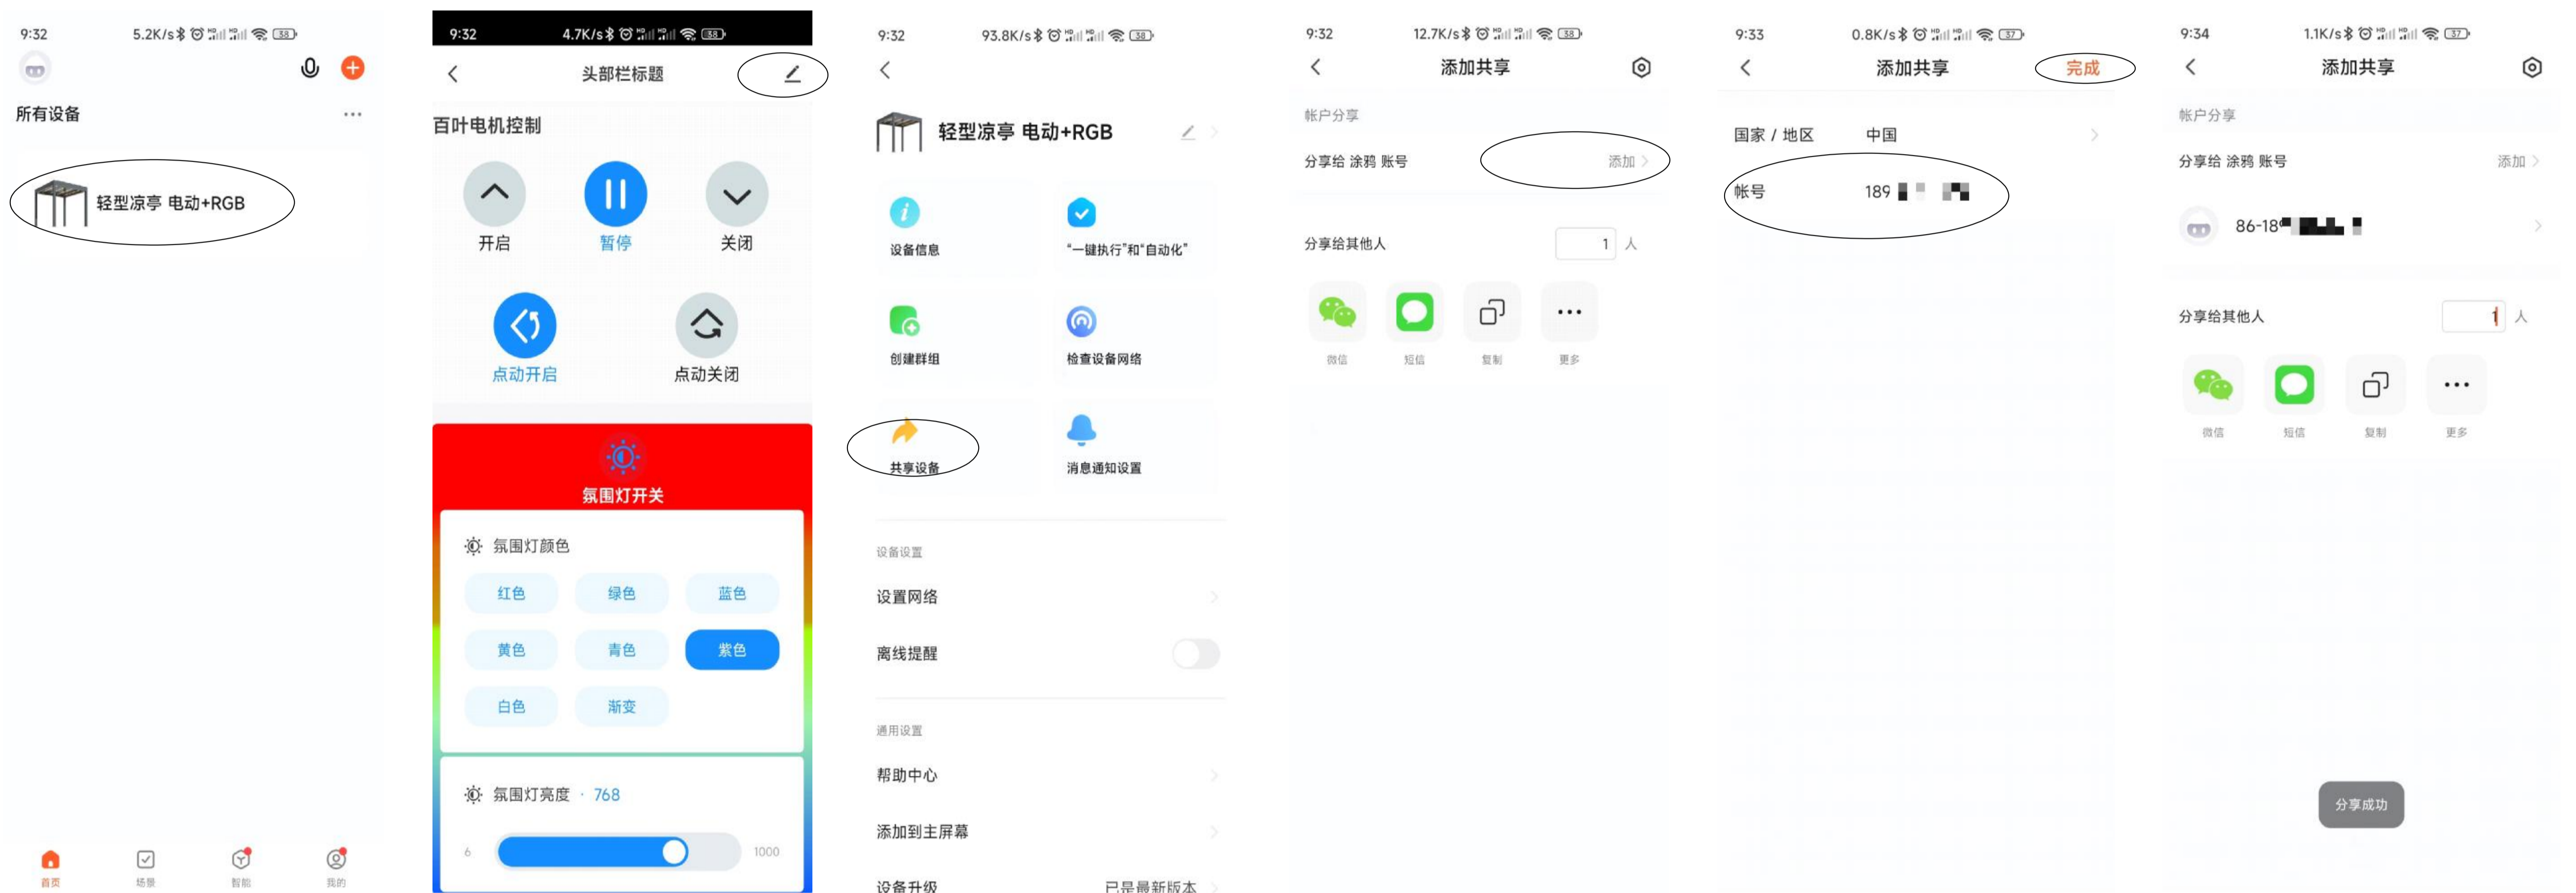 9:32
5.2K/s
38
所有设备
轻型凉亭 电动+RGB
首页
场景
智能
我的
9:32
4.7K/s
38
头部栏标题
百叶电机控制
开启
暂停
关闭
点动开启
点动关闭
氛围灯开关
氛围灯颜色
红色
绿色
蓝色
黄色
青色
紫色
白色
渐变
氛围灯亮度 · 768
6
1000
9:32
93.8K/s
38
轻型凉亭 电动+RGB
设备信息
“一键执行”和“自动化”
创建群组
检查设备网络
共享设备
消息通知设置
设备设置
设置网络
离线提醒
通用设置
帮助中心
添加到主屏幕
设备升级
已是最新版本
9:32
12.7K/s
38
添加共享
帐户分享
分享给 涂鸦 账号
添加
分享给其他人
1 人
微信
短信
复制
更多
9:33
0.8K/s
37
添加共享
完成
国家 / 地区
中国
帐号
189
9:34
1.1K/s
37
添加共享
帐户分享
分享给 涂鸦 账号
添加
86-18
分享给其他人
1 人
微信
短信
复制
更多
分享成功